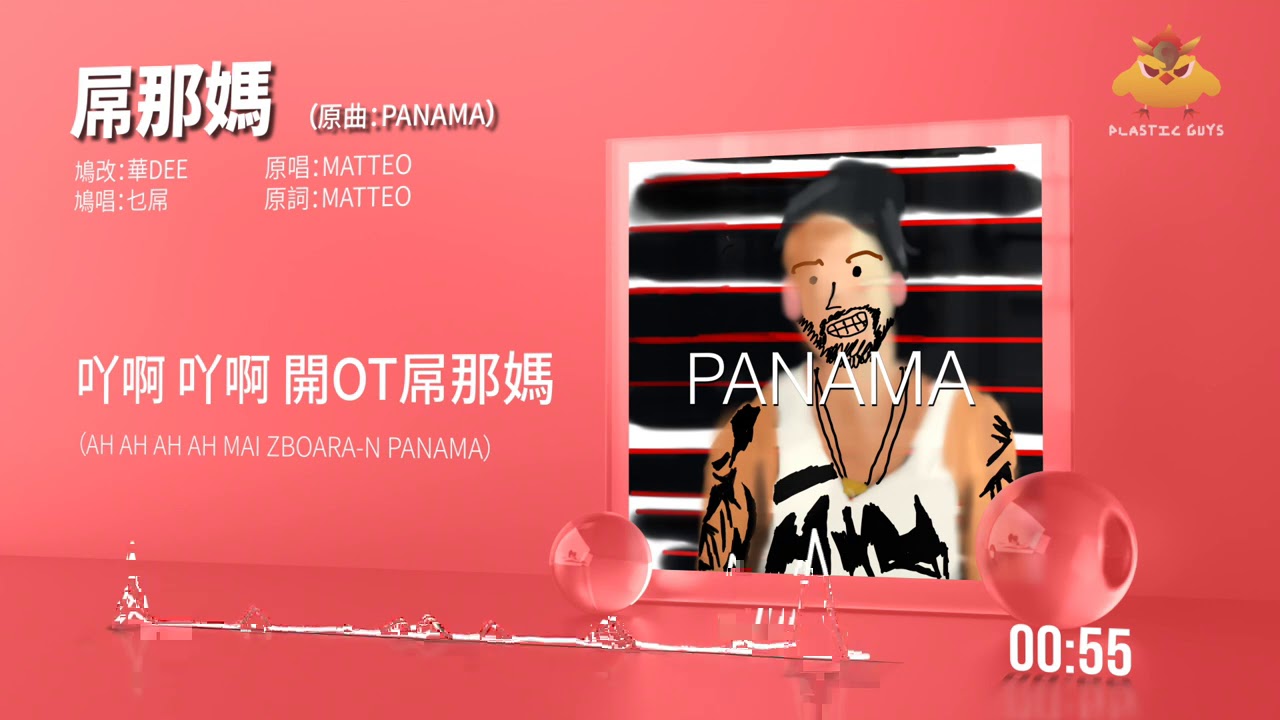 屌那媽 (原曲:PANAMA)
鳩改:華DEE 原唱:MATTEO
鳩唱:乜屌 原詞:MATTEO
PLASTIC GUYS
PANAMA
吖啊 吖啊 開OT屌那媽
(AH AH AH AH MAI ZBOARA-N PANAMA)
00:55